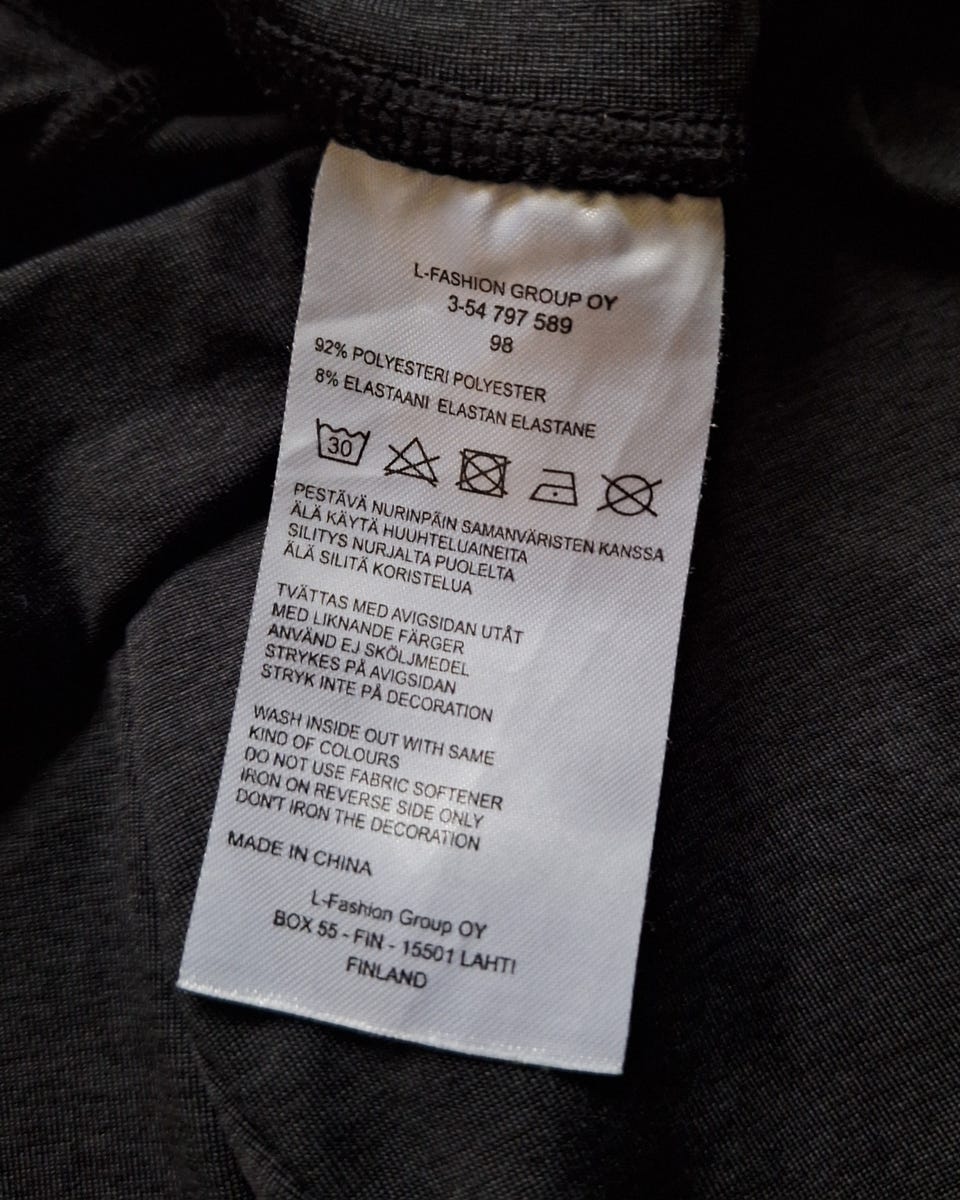 L-FASHION GROUP OY
3-54 797 589
98
92% POLYESTERI POLYESTER
8% ELASTAANI ELASTAN ELASTANE
30
PESTÄVÄ NURINPÄIN SAMANVÄRISTEN KANSSA
ÄLÄ KÄYTÄ HUUHTELUAINEITA
SILITYS NURJALTA PUOLELTA
ÄLÄ SILITÄ KORISTELUA
TVÄTTAS MED AVIGSIDAN UTÅT
MED LIKNANDE FÄRGER
ANVÄND EJ SKÖLJMEDEL
STRYKES PÅ AVIGSIDAN
STRYK INTE PÅ DECORATION
WASH INSIDE OUT WITH SAME
KIND OF COLOURS
DO NOT USE FABRIC SOFTENER
IRON ON REVERSE SIDE ONLY
DON'T IRON THE DECORATION
MADE IN CHINA
L-Fashion Group OY
BOX 55 - FIN - 15501 LAHTI
FINLAND